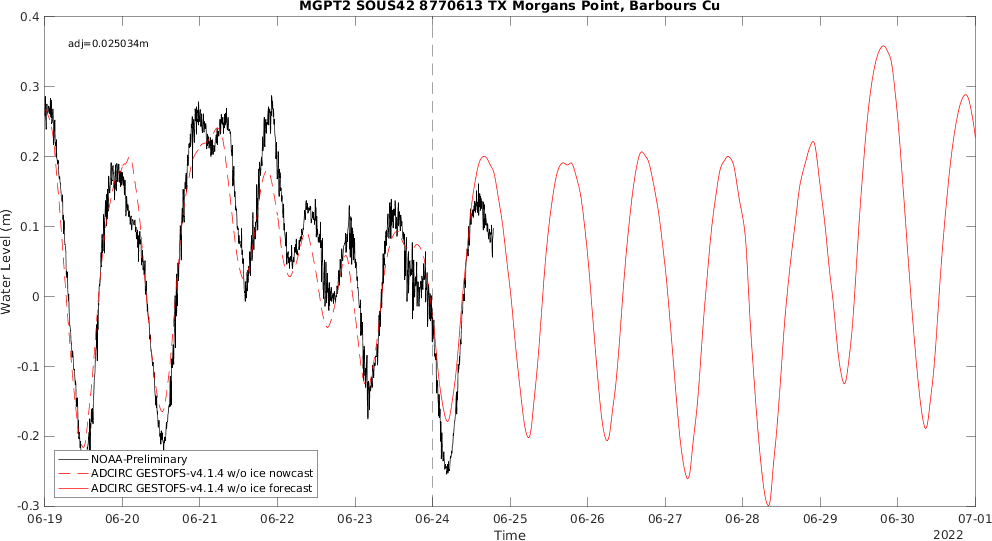 MGPT2 SOUS42 8770613 TX Morgans Point, Barbours Cu
adj=0.025034m
0.4
0.3
0.2
0.1
0
-0.1
-0.2
-0.3
Water Level (m)
NOAA-Preliminary
ADCIRC GESTOFS-v4.1.4 w/o ice nowcast
ADCIRC GESTOFS-v4.1.4 w/o ice forecast
06-19 06-20 06-21 06-22 06-23 06-24 06-25 06-26 06-27 06-28 06-29 06-30 07-01
Time
2022